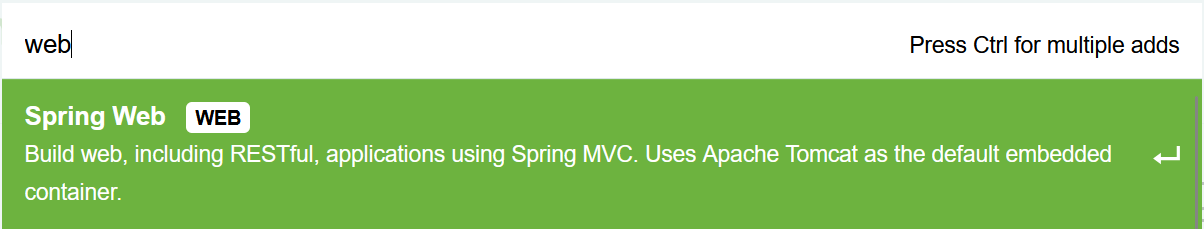 web
Press Ctrl for multiple adds
Spring Web WEB
Build web, including RESTful, applications using Spring MVC. Uses Apache Tomcat as the default embedded
container.